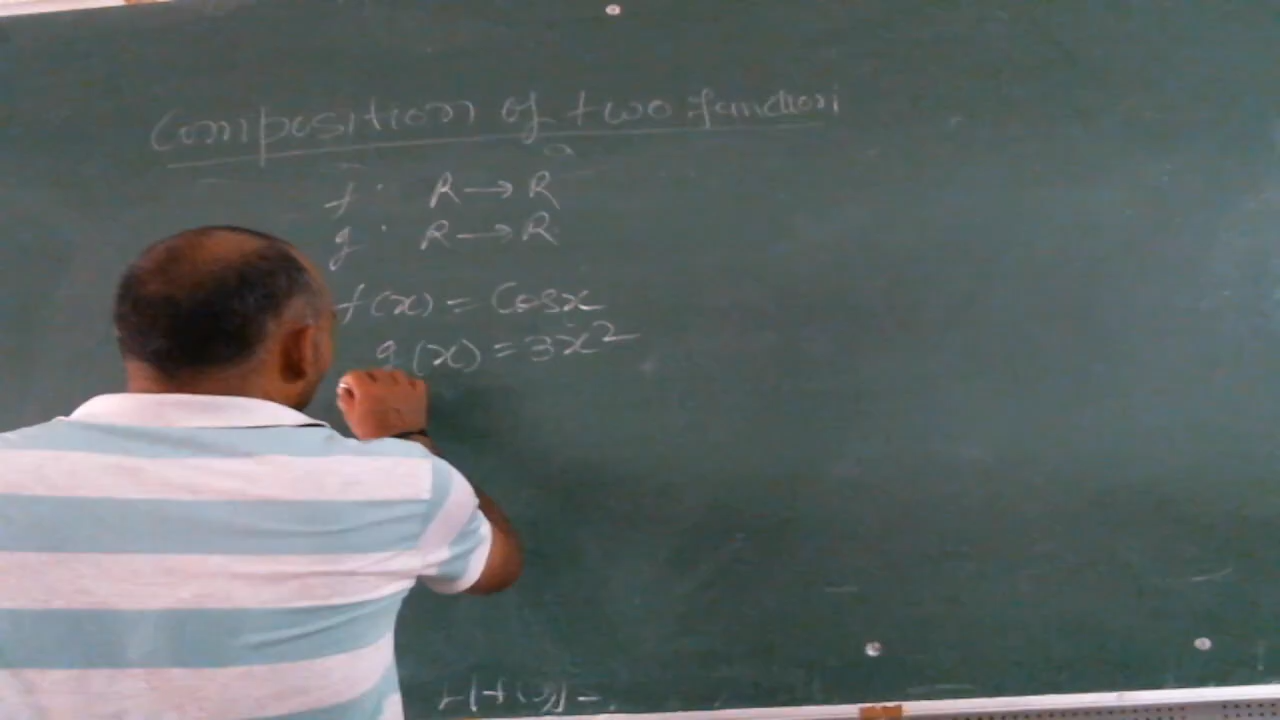 Composition of two function
f : R → R
g : R → R
f(x) = Cosx
g(x) = 3x²